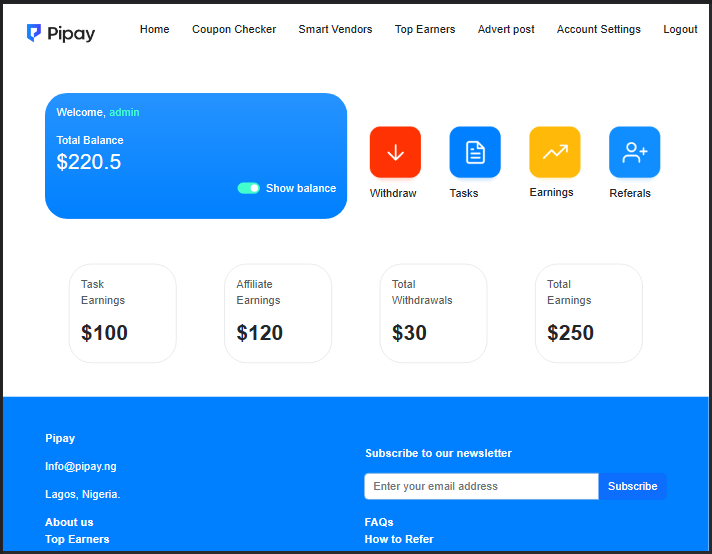 Pipay
Home Coupon Checker Smart Vendors Top Earners Advert post Account Settings Logout
Welcome, admin
Total Balance
$220.5
Show balance
Withdraw Tasks Earnings Referrals
Task
Earnings
$100
Affiliate
Earnings
$120
Total
Withdrawals
$30
Total
Earnings
$250
Pipay
Info@pipay.ng
Lagos, Nigeria.
About us
Top Earners
Subscribe to our newsletter
Enter your email address Subscribe
FAQs
How to Refer